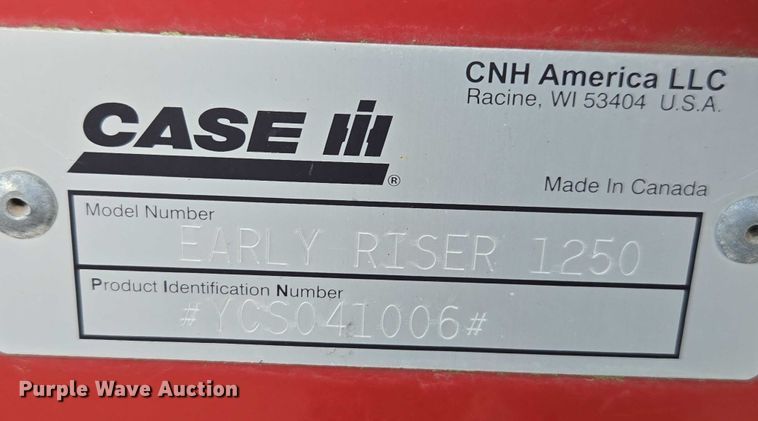 CNH America LLC
Racine, WI 53404 U.S.A.
CASE IH
®
Made In Canada
Model Number
EARLY RISER 1250
Product Identification Number
#YCS041006#
Purple Wave Auction